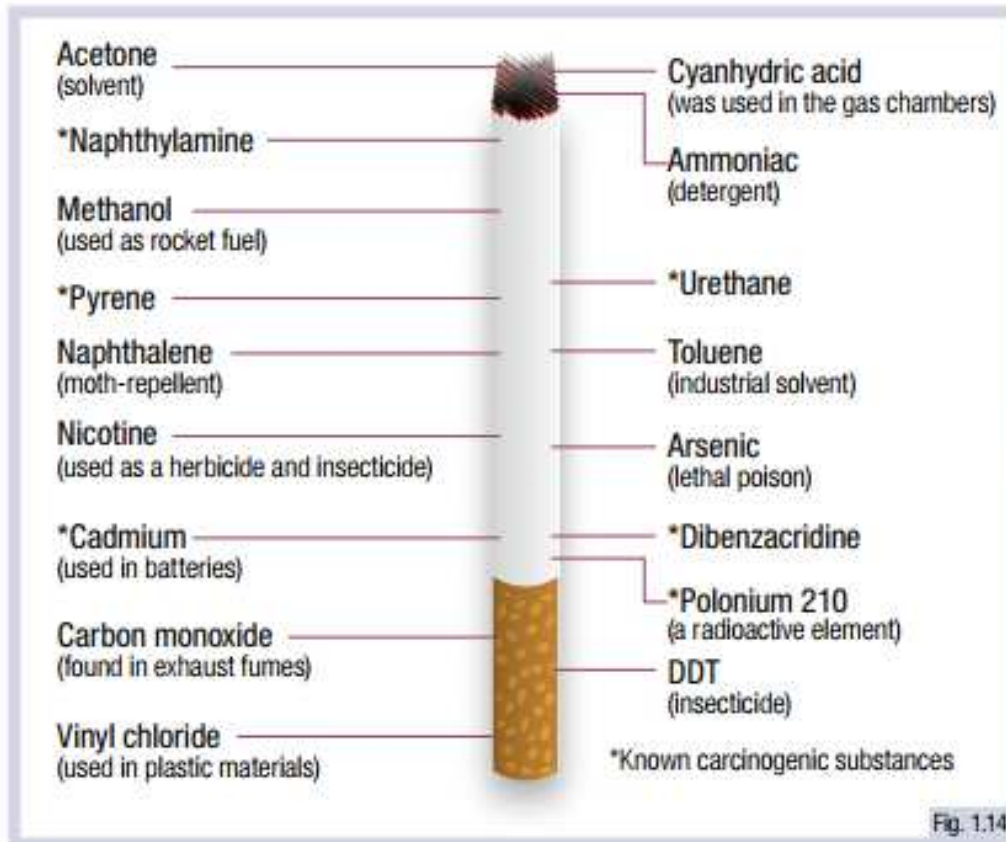 Acetone
(solvent)
*Naphthylamine
Methanol
(used as rocket fuel)
*Pyrene
Naphthalene
(moth-repellent)
Nicotine
(used as a herbicide and insecticide)
*Cadmium
(used in batteries)
Carbon monoxide
(found in exhaust fumes)
Vinyl chloride
(used in plastic materials)
Cyanhydric acid
(was used in the gas chambers)
Ammoniac
(detergent)
*Urethane
Toluene
(industrial solvent)
Arsenic
(lethal poison)
*Dibenzacridine
*Polonium 210
(a radioactive element)
DDT
(insecticide)
*Known carcinogenic substances
Fig. 1.14